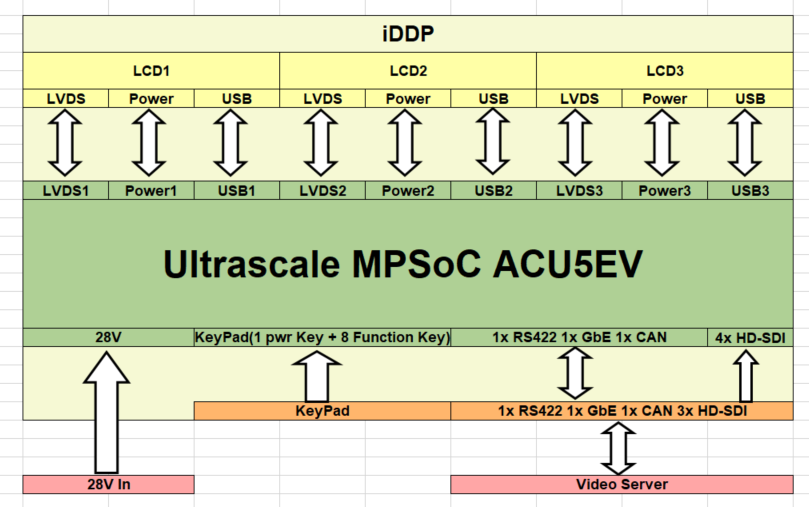 iDDP
LCD1 LCD2 LCD3
LVDS Power USB LVDS Power USB LVDS Power USB
LVDS1 Power1 USB1 LVDS2 Power2 USB2 LVDS3 Power3 USB3
Ultrascale MPSoC ACU5EV
28V KeyPad(1 pwr Key + 8 Function Key) 1x RS422 1x GbE 1x CAN 4x HD-SDI
KeyPad 1x RS422 1x GbE 1x CAN 3x HD-SDI
28V In Video Server